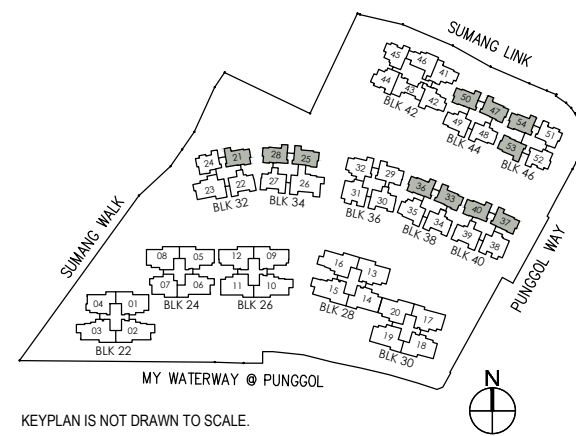 SUMANG LINK
45
46
41
44
43
42
BLK 42
50
47
54
51
49
48
53
52
BLK 44
BLK 46
24
21
28
25
23
22
27
26
BLK 32
BLK 34
32
29
36
33
40
37
31
30
35
34
39
38
BLK 36
BLK 38
BLK 40
SUMANG WALK
PUNGGOL WAY
08
05
12
09
07
06
11
10
BLK 24
BLK 26
16
13
15
14
BLK 28
20
17
19
18
BLK 30
04
01
03
02
BLK 22
MY WATERWAY @ PUNGGOL
N
KEYPLAN IS NOT DRAWN TO SCALE.